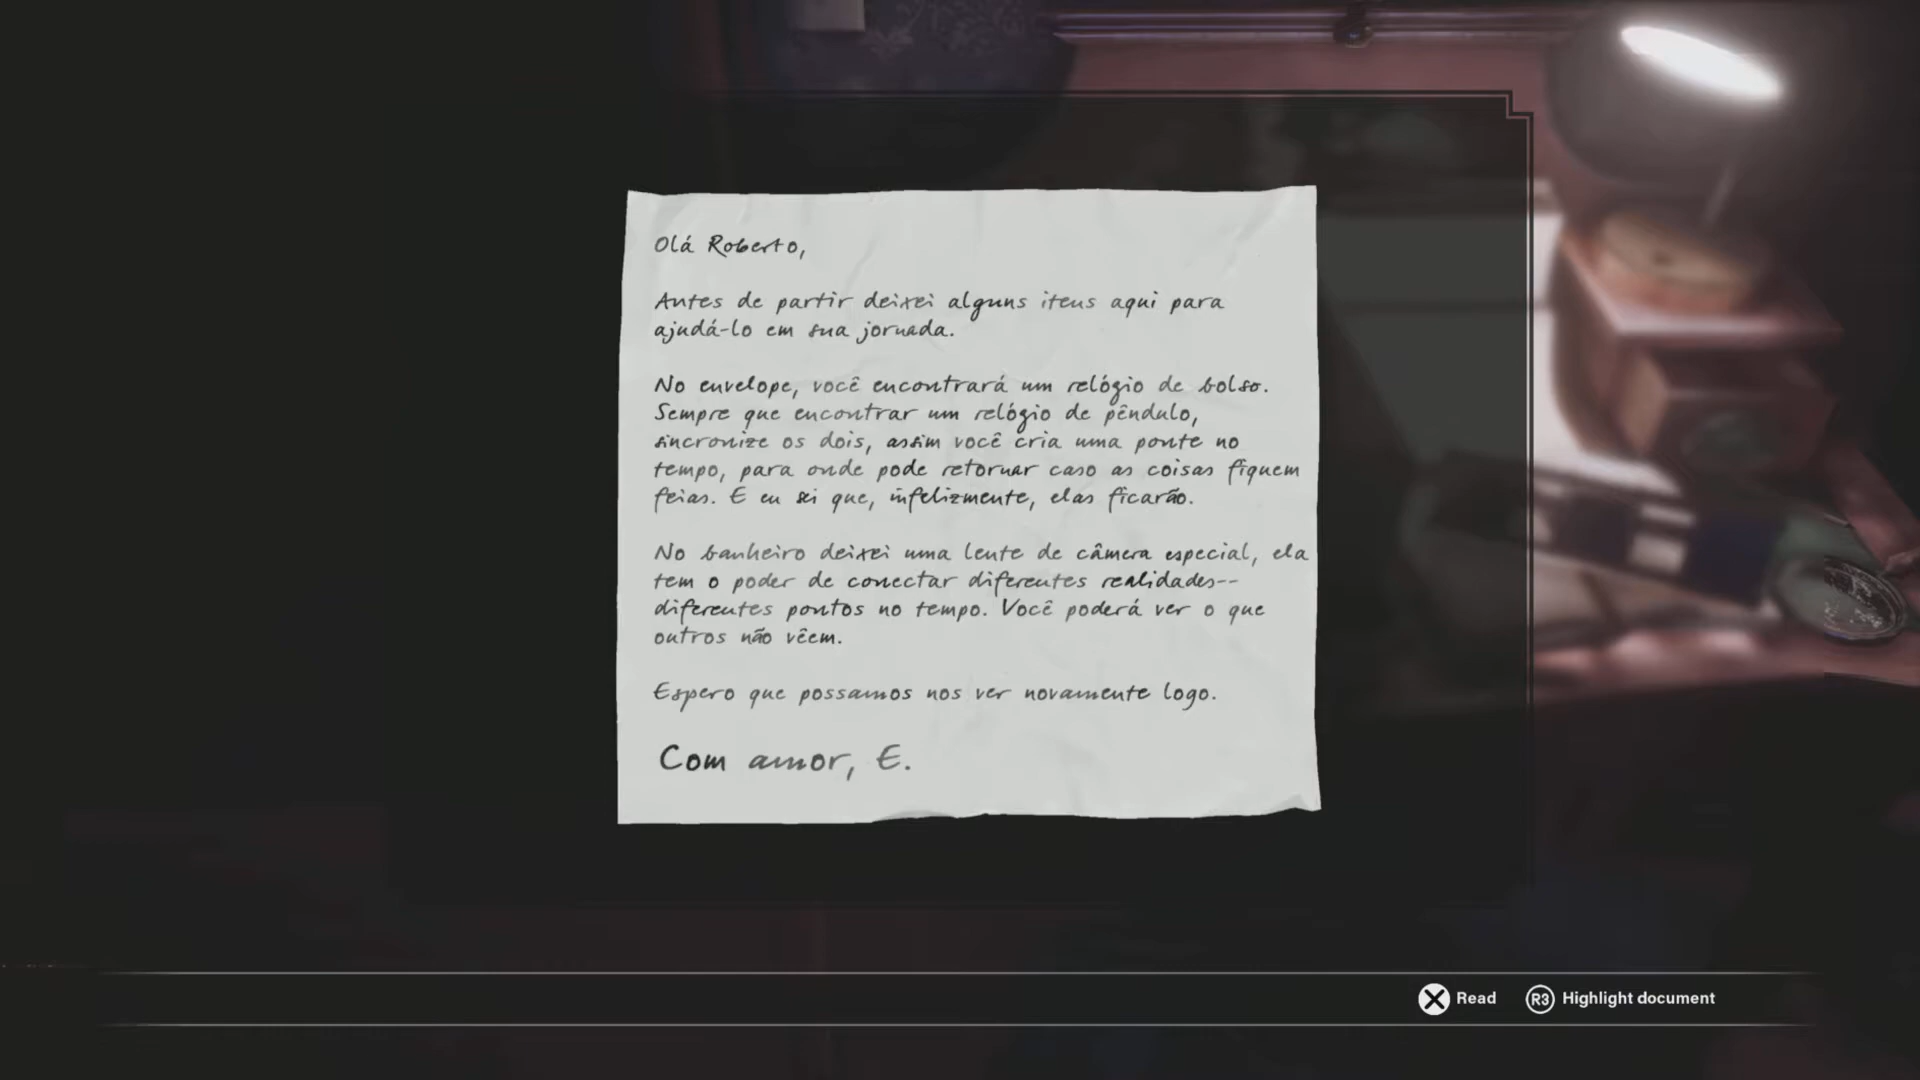 Olá Roberto,
Antes de partir deixei alguns itens aqui para
ajudá-lo em sua jornada.
No envelope, você encontrará um relógio de bolso.
Sempre que encontrar um relógio de pêndulo,
sincronize os dois, assim você cria uma ponte no
tempo, para onde pode retornar caso as coisas fiquem
feias. E eu sei que, infelizmente, elas ficarão.
No banheiro deixei uma lente de câmera especial, ela
tem o poder de conectar diferentes realidades--
diferentes pontos no tempo. Você poderá ver o que
outros não vêem.
Espero que possamos nos ver novamente logo.
Com amor, E.
Read
R3 Highlight document